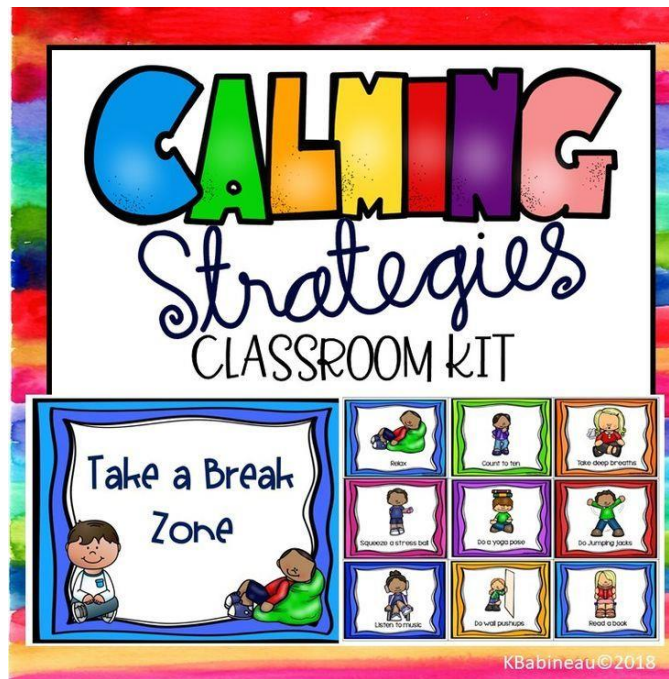 CALMING
Strategies
CLASSROOM KIT
Take a Break
Zone
Relax
Count to ten
Take deep breaths
Squeeze a stress ball
Do a yoga pose
Do Jumping jacks
Listen to music
Do wall pushups
Read a book
KBabineau©2018